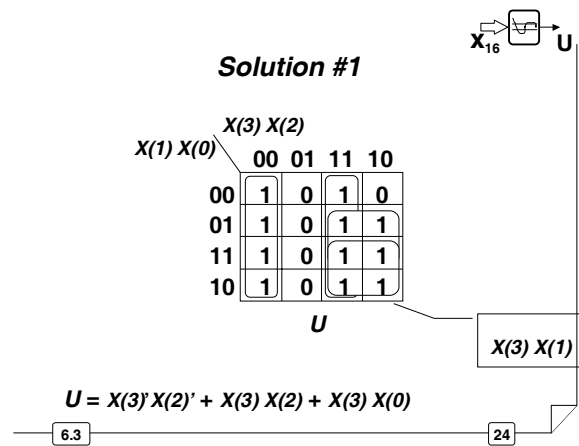 X16 U
Solution #1
X(3) X(2)
X(1) X(0)
00 01 11 10
00 1 0 1 0
01 1 0 1 1
11 1 0 1 1
10 1 0 1 1
U
X(3) X(1)
U = X(3)' X(2)' + X(3) X(2) + X(3) X(0)
6.3 24